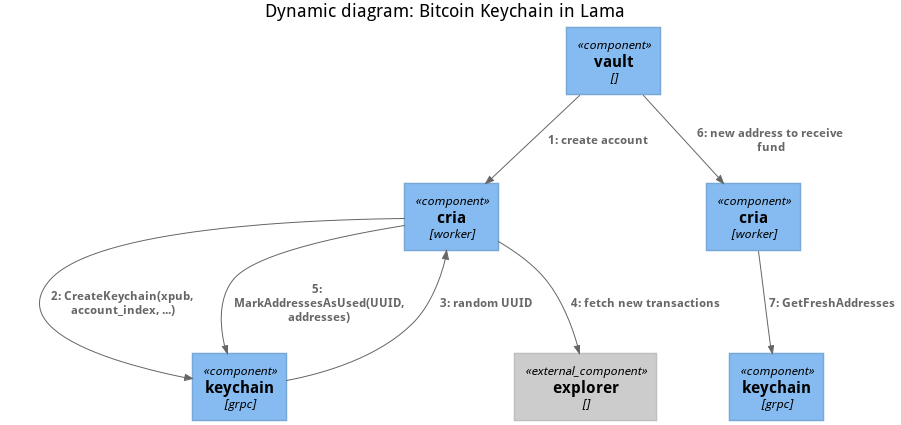 Dynamic diagram: Bitcoin Keychain in Lama
«component»
vault
[]
1: create account
6: new address to receive
fund
«component»
cria
[worker]
«component»
cria
[worker]
2: CreateKeychain(xpub,
account_index, ...)
5:
MarkAddressesAsUsed(UUID,
addresses)
3: random UUID
4: fetch new transactions
7: GetFreshAddresses
«component»
keychain
[grpc]
«external_component»
explorer
[]
«component»
keychain
[grpc]